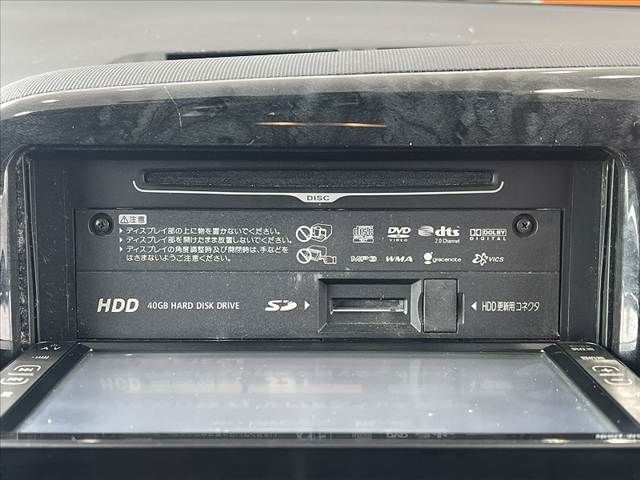 DISC
⚠注意
▶ディスプレイ部の上に物を置かないでください。
▶ディスプレイ部を開けたまま放置しないでください。
▶ディスプレイの角度調整時及び開閉時は、手などを
はさまないようご注意ください。
DVD VIDEO
dts 2.0 Channel
DOLBY DIGITAL
MP3 WMA gracenote VICS
HDD 40GB HARD DISK DRIVE SD ▶ ◀ HDD更新用コネクタ